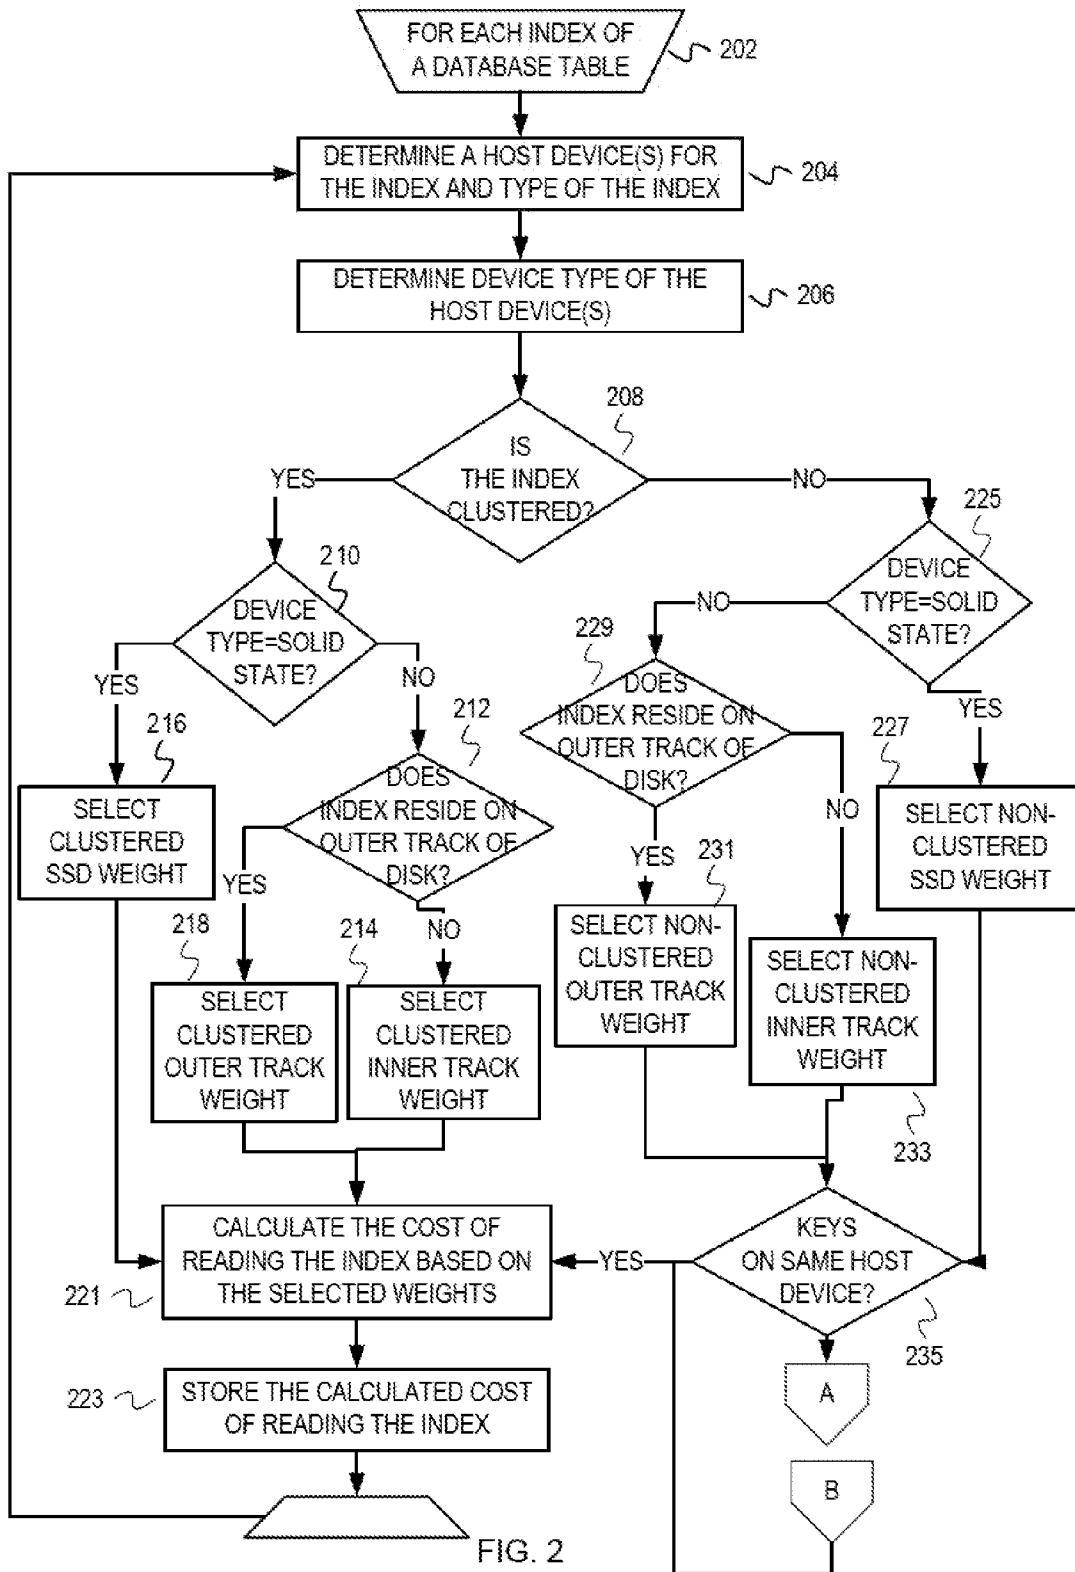 FOR EACH INDEX OF
A DATABASE TABLE
202
DETERMINE A HOST DEVICE(S) FOR
THE INDEX AND TYPE OF THE INDEX
204
DETERMINE DEVICE TYPE OF THE
HOST DEVICE(S)
206
208
IS
THE INDEX
CLUSTERED?
YES
NO
210
DEVICE
TYPE=SOLID
STATE?
225
DEVICE
TYPE=SOLID
STATE?
YES
NO
NO
YES
229
DOES
INDEX RESIDE ON
OUTER TRACK OF
DISK?
216
SELECT
CLUSTERED
SSD WEIGHT
212
DOES
INDEX RESIDE ON
OUTER TRACK OF
DISK?
227
SELECT NON-
CLUSTERED
SSD WEIGHT
YES
NO
YES
NO
218
SELECT
CLUSTERED
OUTER TRACK
WEIGHT
214
SELECT
CLUSTERED
INNER TRACK
WEIGHT
231
SELECT NON-
CLUSTERED
OUTER TRACK
WEIGHT
SELECT NON-
CLUSTERED
INNER TRACK
WEIGHT
233
CALCULATE THE COST OF
READING THE INDEX BASED ON
THE SELECTED WEIGHTS
221
YES
KEYS
ON SAME HOST
DEVICE?
235
STORE THE CALCULATED COST
OF READING THE INDEX
223
A
B
FIG. 2